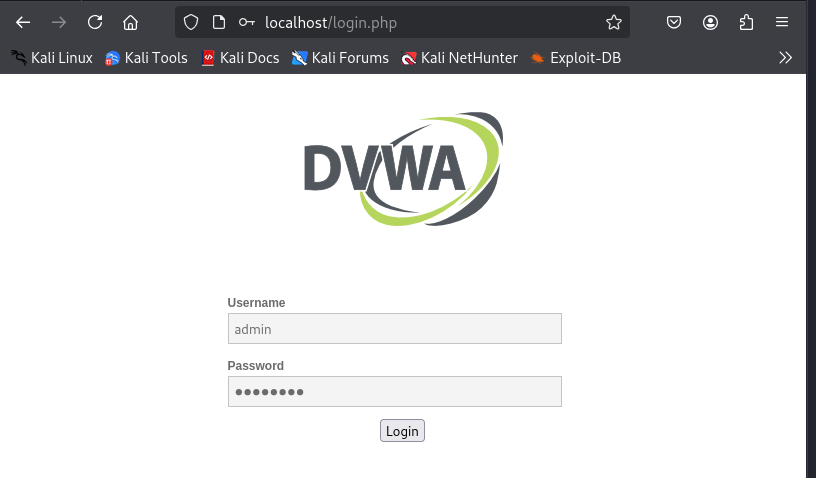 localhost/login.php
Kali Linux Kali Tools Kali Docs Kali Forums Kali NetHunter Exploit-DB
DVWA
Username
admin
Password
Login